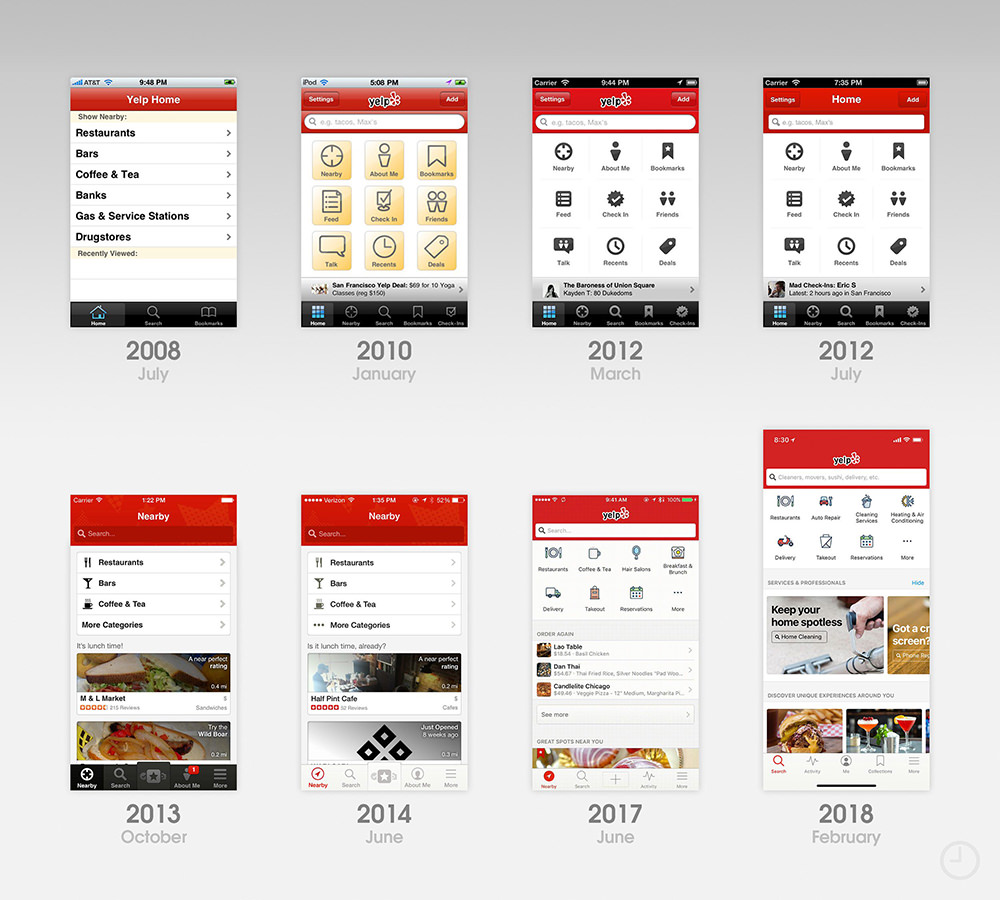 AT&T 9:48 PM
Yelp Home
Show Nearby:
Restaurants
Bars
Coffee & Tea
Banks
Gas & Service Stations
Drugstores
Recently Viewed:
Home Search Bookmarks
2008
July
iPod 5:08 PM
Settings yelp Add
e.g. tacos, Max's
Nearby About Me Bookmarks
Feed Check In Friends
Talk Recents Deals
San Francisco Yelp Deal: $69 for 10 Yoga
Classes (reg $150)
Home Nearby Search Bookmarks Check-Ins
2010
January
Carrier 9:44 PM
Settings yelp Add
e.g. tacos, Max's
Nearby About Me Bookmarks
Feed Check In Friends
Talk Recents Deals
The Baroness of Union Square
Kayden T: 80 Dukedoms
Home Nearby Search Bookmarks Check-Ins
2012
March
Carrier 7:35 PM
Settings Home Add
e.g. tacos, Max's
Nearby About Me Bookmarks
Feed Check In Friends
Talk Recents Deals
Mad Check-Ins: Eric S
Latest: 2 hours ago in San Francisco
Home Nearby Search Bookmarks Check-Ins
2012
July
Carrier 1:22 PM
Nearby
Search...
Restaurants
Bars
Coffee & Tea
More Categories
It's lunch time!
A near perfect
rating
0.4 mi
M & L Market $
215 Reviews Sandwiches
Try the
Wild Boar
0.2 mi
1
Nearby Search About Me More
2013
October
Verizon 1:35 PM 52%
Nearby
Search...
Restaurants
Bars
Coffee & Tea
More Categories
Is it lunch time, already?
A near perfect
rating
0.2 mi
Half Pint Cafe $
52 Reviews Cafes
Just Opened
8 weeks ago
0.3 mi
Nearby Search About Me More
2014
June
9:41 AM 100%
yelp
Search...
Restaurants Coffee & Tea Hair Salons Breakfast &
Brunch
Delivery Takeout Reservations More
ORDER AGAIN
Lao Table
$18.54 · Basil Chicken
Dan Thai
$54.67 · Thai Fried Rice, Silver Noodles "Pad Woo...
Candlelite Chicago
$49.46 · Veggie Pizza - 12" Medium, Margharita Pi...
See more
GREAT SPOTS NEAR YOU
Nearby Search Activity More
2017
June
8:30
yelp
Cleaners, movers, sushi, delivery, etc.
Restaurants Auto Repair Cleaning
Services Heating & Air
Conditioning
Delivery Takeout Reservations More
SERVICES & PROFESSIONALS Hide
Keep your
home spotless
Home Cleaning
Got a cr
screen?
Phone Re
DISCOVER UNIQUE EXPERIENCES AROUND YOU
Search Activity Me Collections More
2018
February